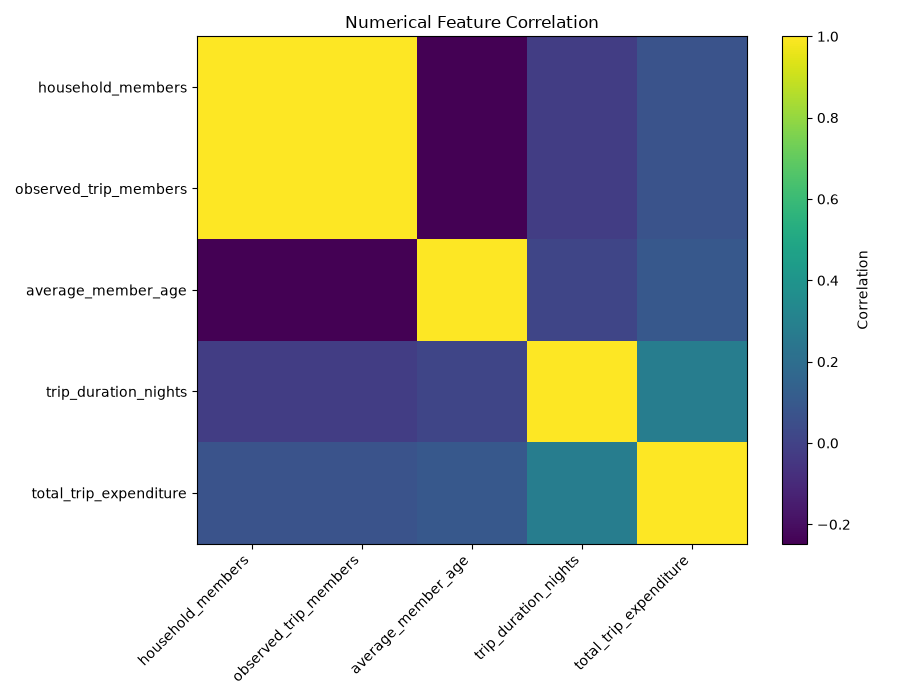 Numerical Feature Correlation
household_members
observed_trip_members
average_member_age
trip_duration_nights
total_trip_expenditure
household_members
observed_trip_members
average_member_age
trip_duration_nights
total_trip_expenditure
1.0
0.8
0.6
0.4
0.2
0.0
−0.2
Correlation